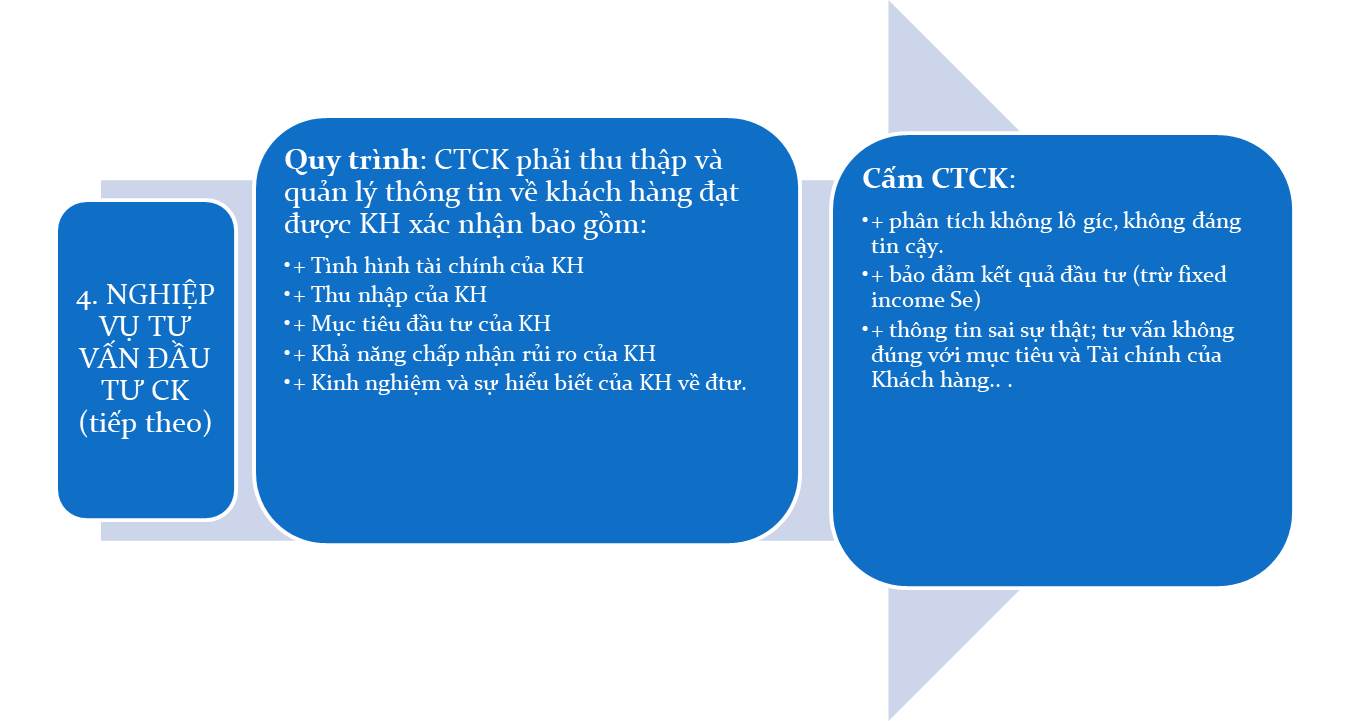 4. NGHIỆP
VỤ TƯ
VẤN ĐẦU
TƯ CK
(tiếp theo)
Quy trình: CTCK phải thu thập và
quản lý thông tin về khách hàng đạt
được KH xác nhận bao gồm:
•+ Tình hình tài chính của KH
•+ Thu nhập của KH
•+ Mục tiêu đầu tư của KH
•+ Khả năng chấp nhận rủi ro của KH
•+ Kinh nghiệm và sự hiểu biết của KH về đtư.
Cấm CTCK:
•+ phân tích không lô gíc, không đáng
tin cậy.
•+ bảo đảm kết quả đầu tư (trừ fixed
income Se)
•+ thông tin sai sự thật; tư vấn không
đúng với mục tiêu và Tài chính của
Khách hàng.. .